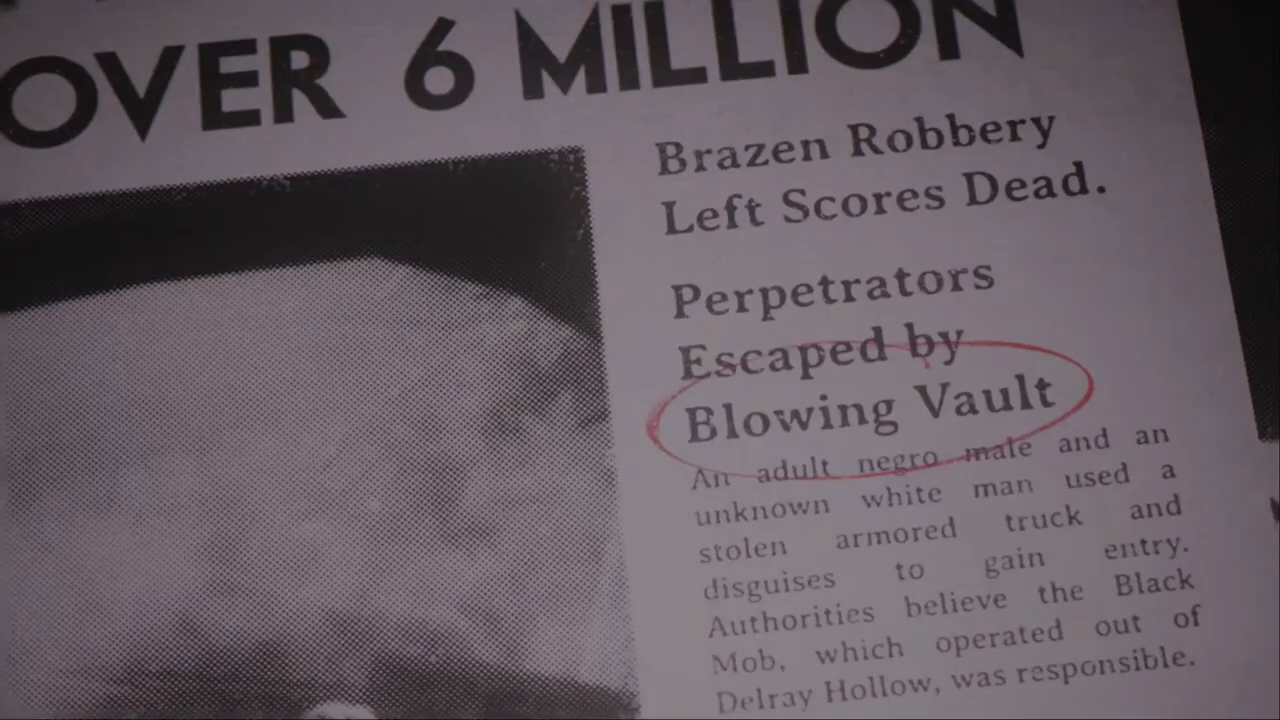 OVER 6 MILLION
Brazen Robbery
Left Scores Dead.
Perpetrators
Escaped by
Blowing Vault
An adult negro male and an
unknown white man used a
stolen armored truck and
disguises to gain entry.
Authorities believe the Black
Mob, which operated out of
Delray Hollow, was responsible.